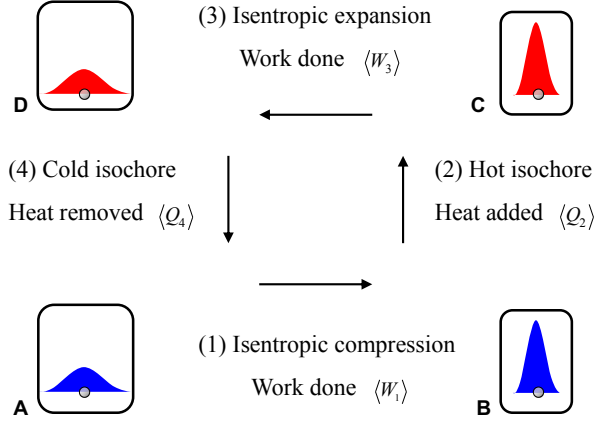 (3) Isentropic expansion
Work done ⟨W₃⟩
D
C
(4) Cold isochore
Heat removed ⟨Q₄⟩
(2) Hot isochore
Heat added ⟨Q₂⟩
(1) Isentropic compression
Work done ⟨W₁⟩
A
B